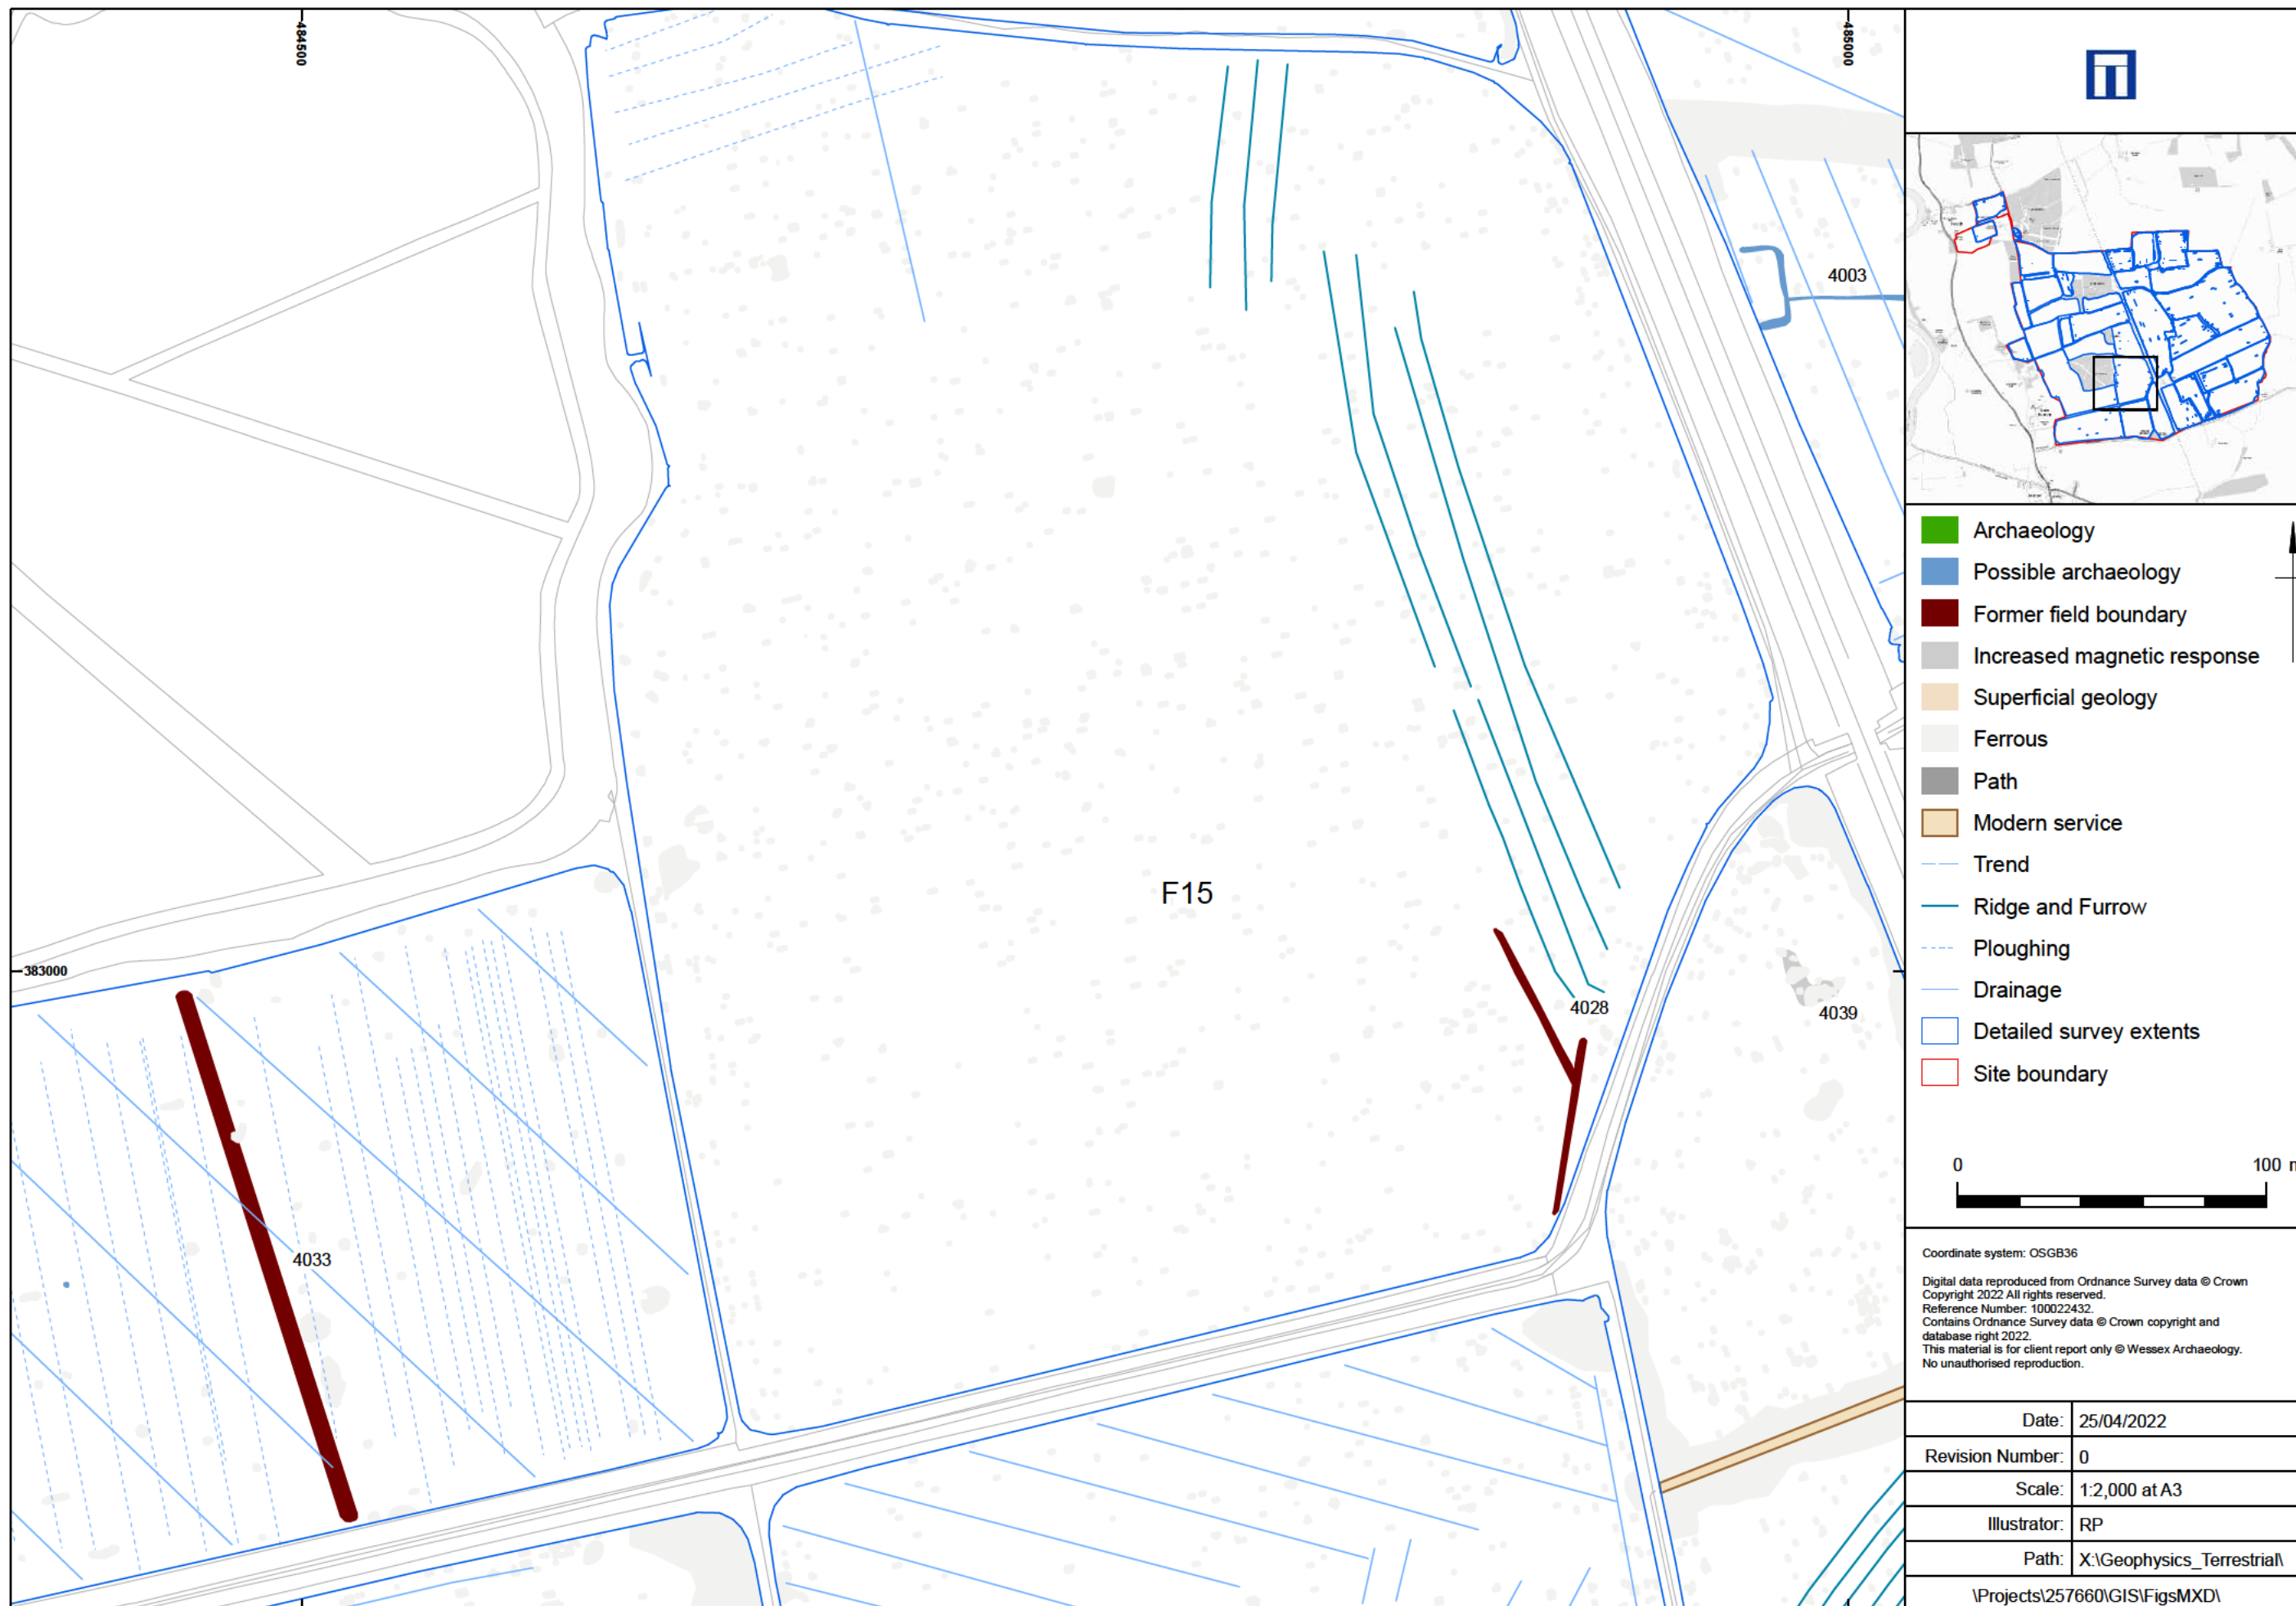 484500
485000
4003
F15
383000
4028
4039
4033
Archaeology
Possible archaeology
Former field boundary
Increased magnetic response
Superficial geology
Ferrous
Path
Modern service
Trend
Ridge and Furrow
Ploughing
Drainage
Detailed survey extents
Site boundary
0 100 m
Coordinate system: OSGB36
Digital data reproduced from Ordnance Survey data © Crown
Copyright 2022 All rights reserved.
Reference Number: 100022432.
Contains Ordnance Survey data © Crown copyright and
database right 2022.
This material is for client report only © Wessex Archaeology.
No unauthorised reproduction.
Date: 25/04/2022
Revision Number: 0
Scale: 1:2,000 at A3
Illustrator: RP
Path: X:\Geophysics_Terrestrial\
\Projects\257660\GIS\FigsMXD\